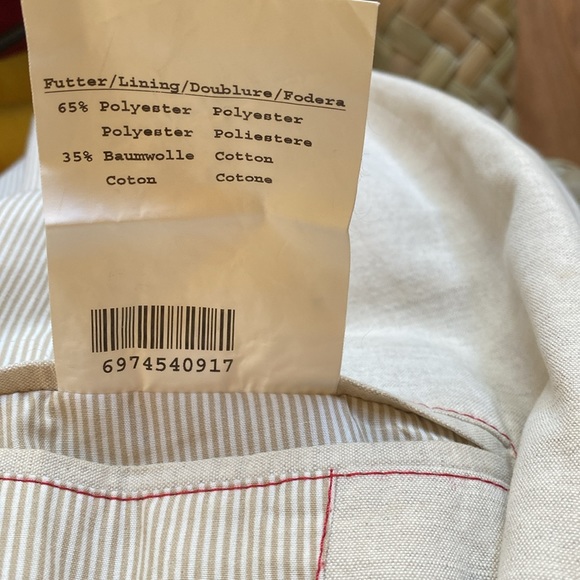 Futter/Lining/Doublure/Fodera
65% Polyester Polyester
Polyester Poliestere
35% Baumwolle Cotton
Coton Cotone
6974540917